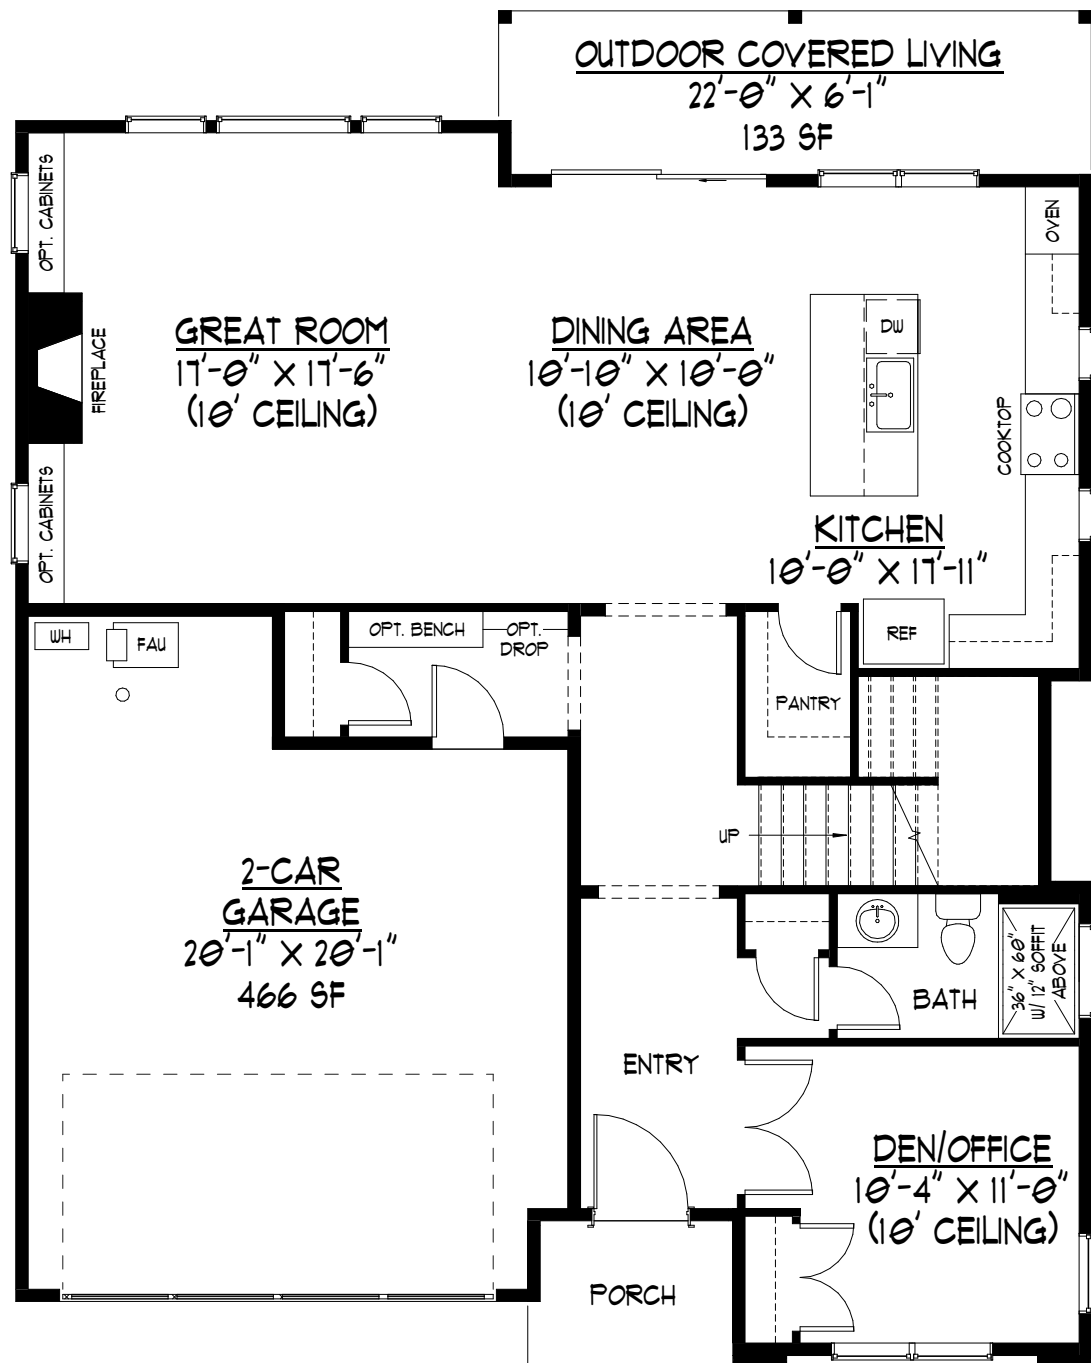 OUTDOOR COVERED LIVING
22'-0" X 6'-1"
133 SF
OPT. CABINETS
OVEN
GREAT ROOM
17'-0" X 17'-6"
(10' CEILING)
FIREPLACE
DINING AREA
10'-10" X 10'-0"
(10' CEILING)
DW
COOKTOP
OPT. CABINETS
KITCHEN
10'-0" X 17'-11"
WH
FAU
OPT. BENCH
OPT.
DROP
REF
PANTRY
UP
2-CAR
GARAGE
20'-1" X 20'-1"
466 SF
BATH
36" X 60"
W/ 12" SOFFIT
ABOVE
ENTRY
DEN/OFFICE
10'-4" X 11'-0"
(10' CEILING)
PORCH